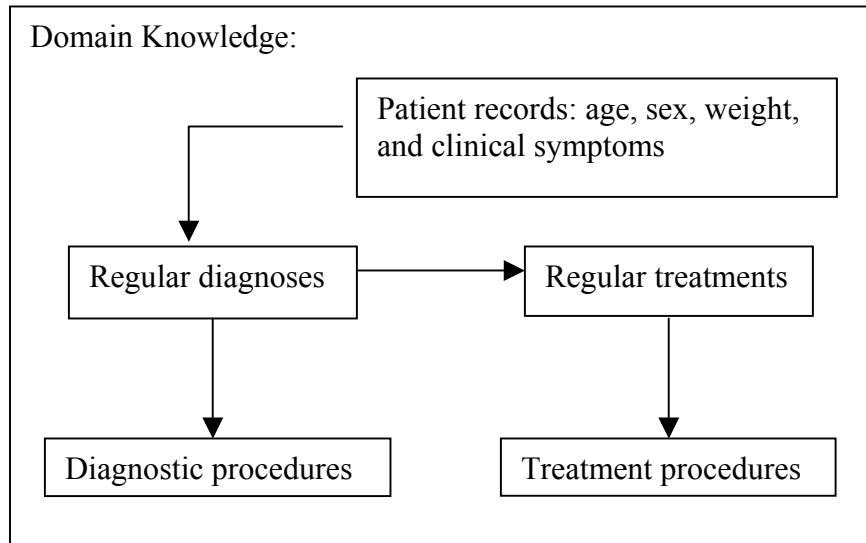 Domain Knowledge:
Patient records: age, sex, weight,
and clinical symptoms
Regular diagnoses
Regular treatments
Diagnostic procedures
Treatment procedures